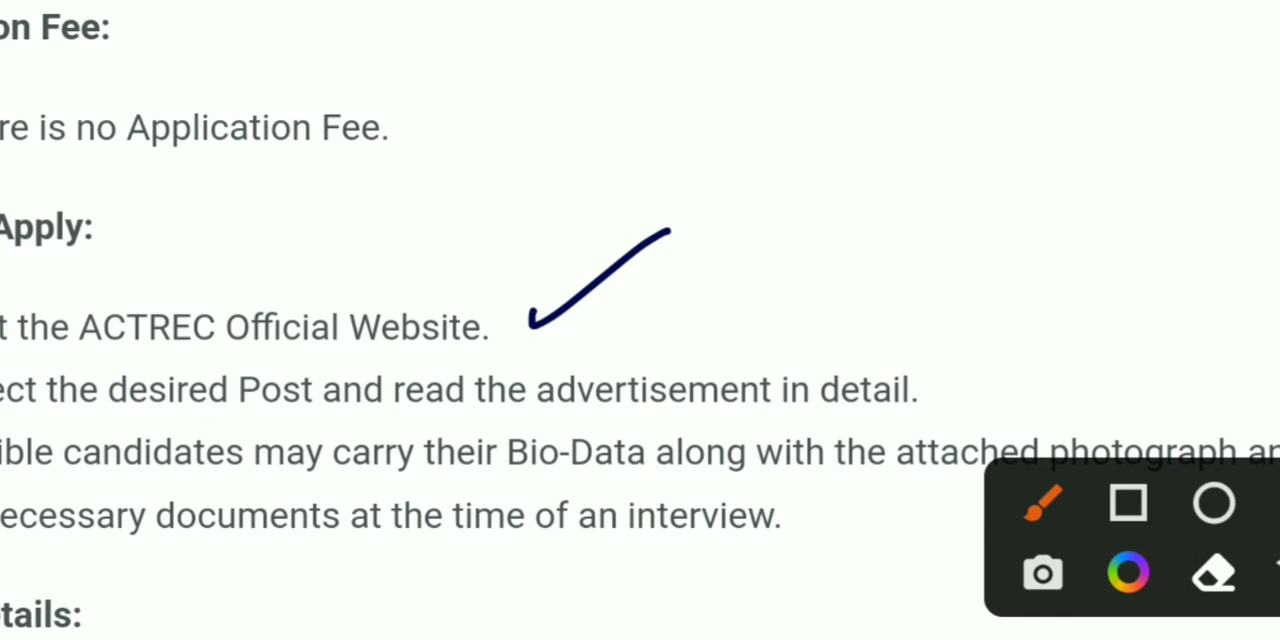 on Fee:
re is no Application Fee.
Apply:
t the ACTREC Official Website.
ect the desired Post and read the advertisement in detail.
ible candidates may carry their Bio-Data along with the attached photograph an
ecessary documents at the time of an interview.
tails: